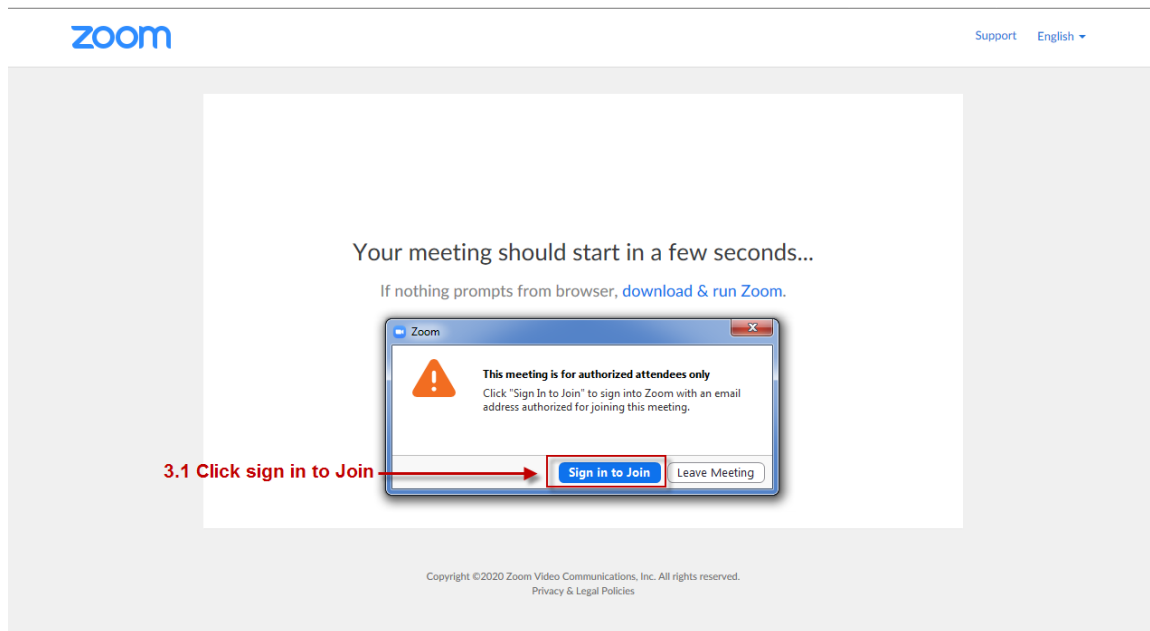 zoom
Support English
Your meeting should start in a few seconds...
If nothing prompts from browser, download & run Zoom.
Zoom
This meeting is for authorized attendees only
Click "Sign In to Join" to sign into Zoom with an email
address authorized for joining this meeting.
3.1 Click sign in to Join
Sign in to Join Leave Meeting
Copyright ©2020 Zoom Video Communications, Inc. All rights reserved.
Privacy & Legal Policies